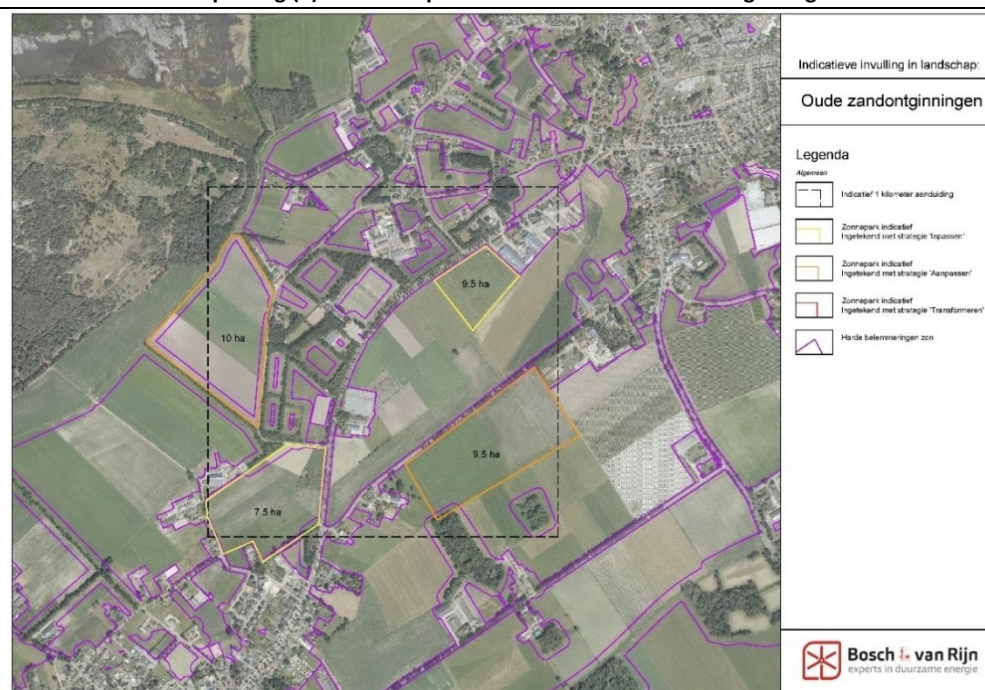 Indicatieve invulling in landschap:
Oude zandontginningen
Legenda
Algemeen
Indicatief 1 kilometer aanduiding
Zonnepark indicatief
Ingetekend met strategie 'Inpassen'
Zonnepark indicatief
Ingetekend met strategie 'Aanpassen'
Zonnepark indicatief
Ingetekend met strategie 'Transformeren'
Harde belemmeringen zon
9.5 ha
10 ha
9.5 ha
7.5 ha
Bosch & van Rijn
experts in duurzame energie